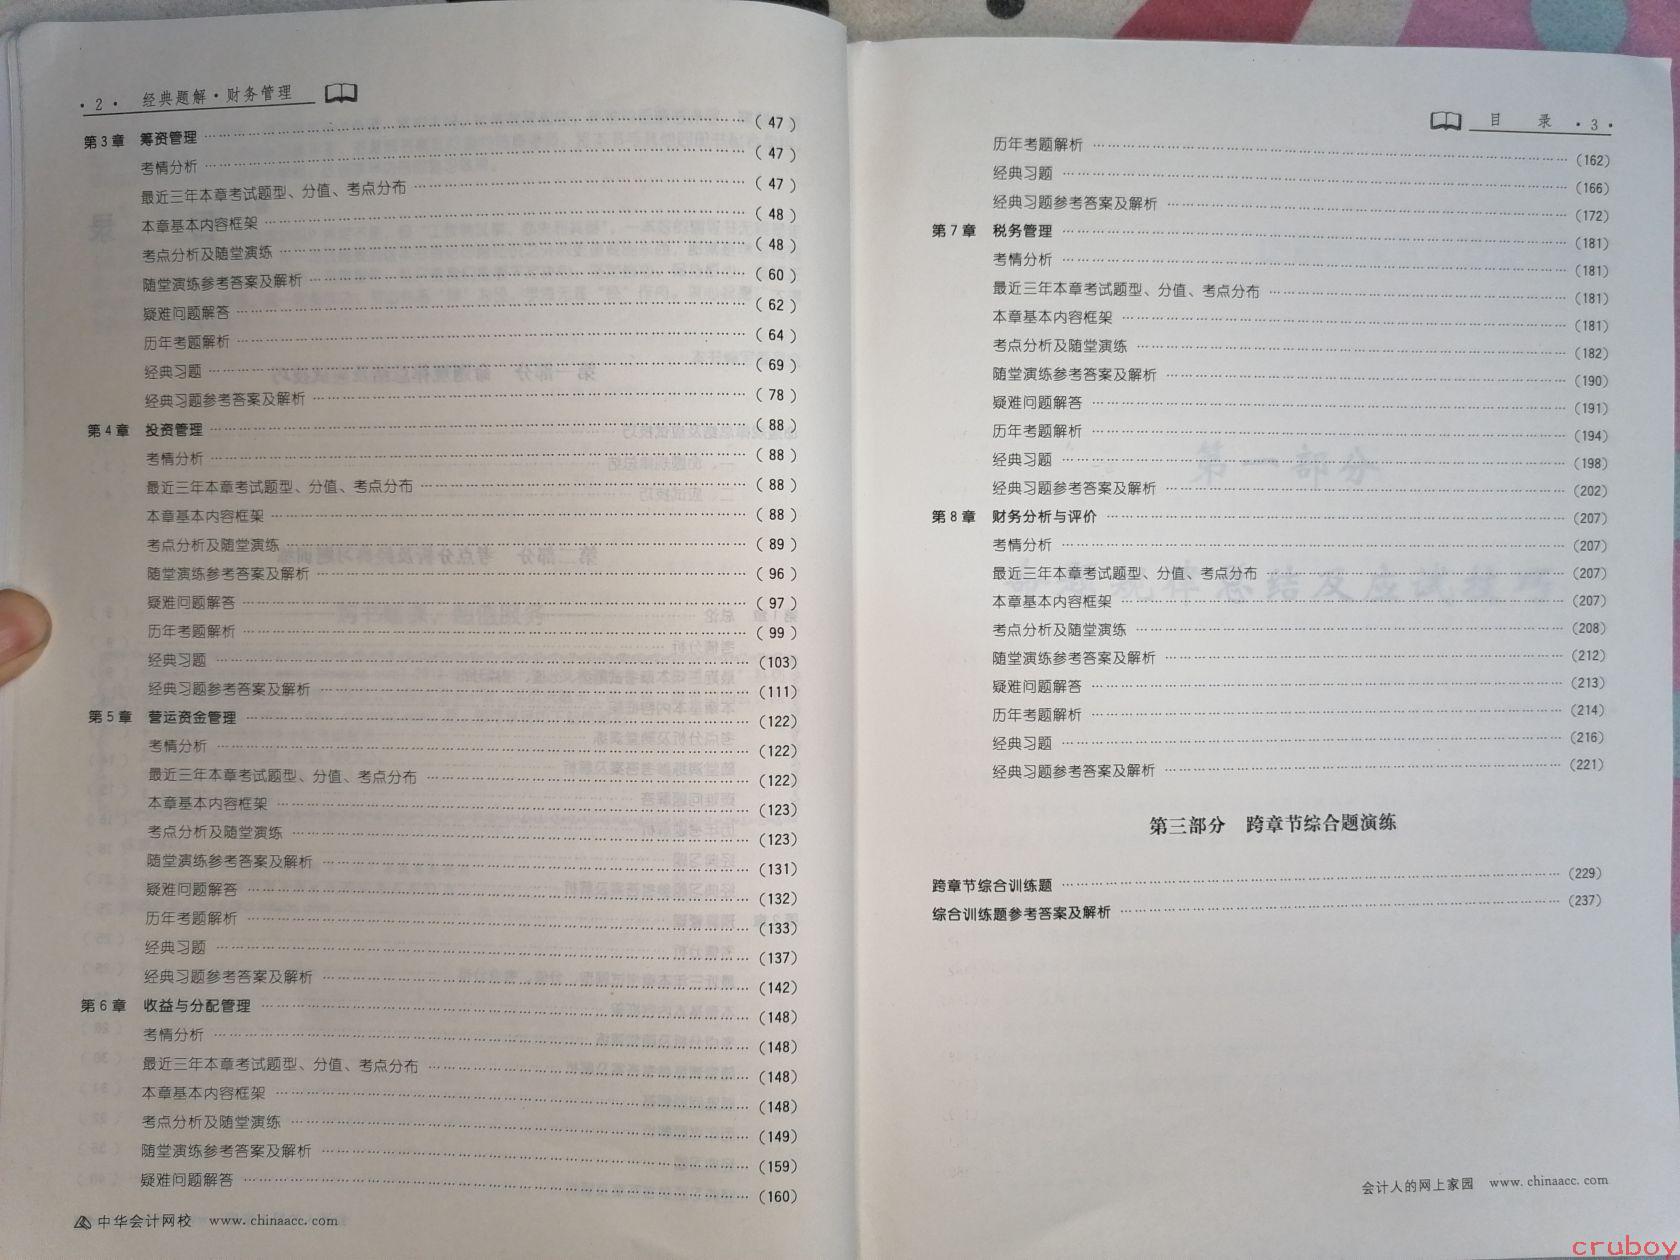 · 2 · 经典题解·财务管理
第3章 筹资管理 (47)
考情分析 (47)
最近三年本章考试题型、分值、考点分布 (47)
本章基本内容框架 (48)
考点分析及随堂演练 (48)
随堂演练参考答案及解析 (60)
疑难问题解答 (62)
历年考题解析 (64)
经典习题 (69)
经典习题参考答案及解析 (78)
第4章 投资管理 (88)
考情分析 (88)
最近三年本章考试题型、分值、考点分布 (88)
本章基本内容框架 (88)
考点分析及随堂演练 (89)
随堂演练参考答案及解析 (96)
疑难问题解答 (97)
历年考题解析 (99)
经典习题 (103)
经典习题参考答案及解析 (111)
第5章 营运资金管理 (122)
考情分析 (122)
最近三年本章考试题型、分值、考点分布 (122)
本章基本内容框架 (123)
考点分析及随堂演练 (123)
随堂演练参考答案及解析 (131)
疑难问题解答 (132)
历年考题解析 (133)
经典习题 (137)
经典习题参考答案及解析 (142)
第6章 收益与分配管理 (148)
考情分析 (148)
最近三年本章考试题型、分值、考点分布 (148)
本章基本内容框架 (148)
考点分析及随堂演练 (149)
随堂演练参考答案及解析 (159)
疑难问题解答 (160)
中华会计网校 www.chinaacc.com
目 录 · 3 ·
历年考题解析 (162)
经典习题 (166)
经典习题参考答案及解析 (172)
第7章 税务管理 (181)
考情分析 (181)
最近三年本章考试题型、分值、考点分布 (181)
本章基本内容框架 (181)
考点分析及随堂演练 (182)
随堂演练参考答案及解析 (190)
疑难问题解答 (191)
历年考题解析 (194)
经典习题 (198)
经典习题参考答案及解析 (202)
第8章 财务分析与评价 (207)
考情分析 (207)
最近三年本章考试题型、分值、考点分布 (207)
本章基本内容框架 (207)
考点分析及随堂演练 (208)
随堂演练参考答案及解析 (212)
疑难问题解答 (213)
历年考题解析 (214)
经典习题 (216)
经典习题参考答案及解析 (221)
第三部分 跨章节综合题演练
跨章节综合训练题 (229)
综合训练题参考答案及解析 (237)
会计人的网上家园 www.chinaacc.com
cruboy